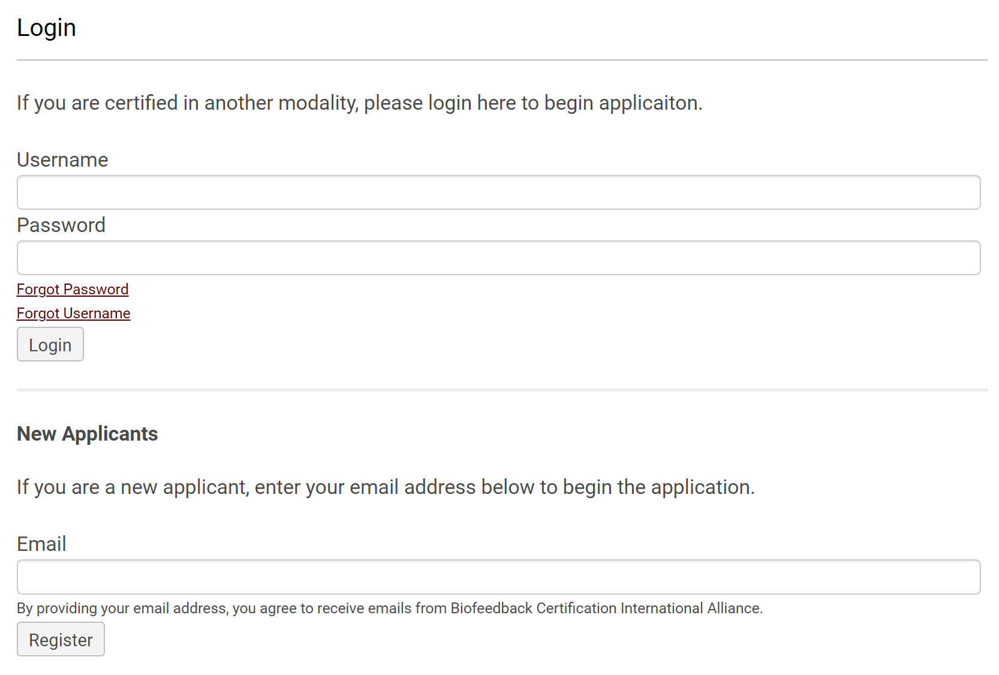 Login
If you are certified in another modality, please login here to begin applicaiton.
Username
Password
Forgot Password
Forgot Username
Login
New Applicants
If you are a new applicant, enter your email address below to begin the application.
Email
By providing your email address, you agree to receive emails from Biofeedback Certification International Alliance.
Register